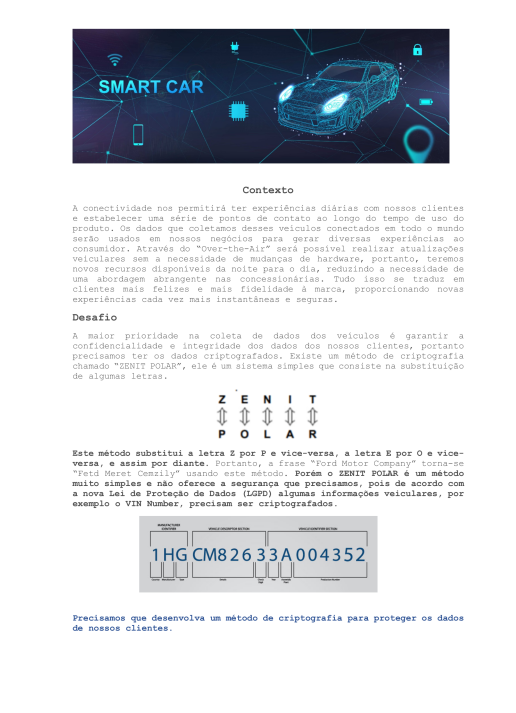 SMART CAR
Contexto
A conectividade nos permitirá ter experiências diárias com nossos clientes
e estabelecer uma série de pontos de contato ao longo do tempo de uso do
produto. Os dados que coletamos desses veículos conectados em todo o mundo
serão usados em nossos negócios para gerar diversas experiências ao
consumidor. Através do “Over-the-Air” será possível realizar atualizações
veiculares sem a necessidade de mudanças de hardware, portanto, teremos
novos recursos disponíveis da noite para o dia, reduzindo a necessidade de
uma abordagem abrangente nas concessionárias. Tudo isso se traduz em
clientes mais felizes e mais fidelidade à marca, proporcionando novas
experiências cada vez mais instantâneas e seguras.
Desafio
A maior prioridade na coleta de dados dos veículos é garantir a
confidencialidade e integridade dos dados dos nossos clientes, portanto
precisamos ter os dados criptografados. Existe um método de criptografia
chamado “ZENIT POLAR”, ele é um sistema simples que consiste na substituição
de algumas letras.
Z E N I T
P O L A R
Este método substitui a letra Z por P e vice-versa, a letra E por O e vice-
versa, e assim por diante. Portanto, a frase “Ford Motor Company” torna-se
“Fetd Meret Cemzily” usando este método. Porém o ZENIT POLAR é um método
muito simples e não oferece a segurança que precisamos, pois de acordo com
a nova Lei de Proteção de Dados (LGPD) algumas informações veiculares, por
exemplo o VIN Number, precisam ser criptografados.
MANUFACTURER
IDENTIFIER
VEHICLE DESCRIPTOR SECTION
VEHICLE IDENTIFIER SECTION
1HG CM826 33A004352
Precisamos que desenvolva um método de criptografia para proteger os dados
de nossos clientes.